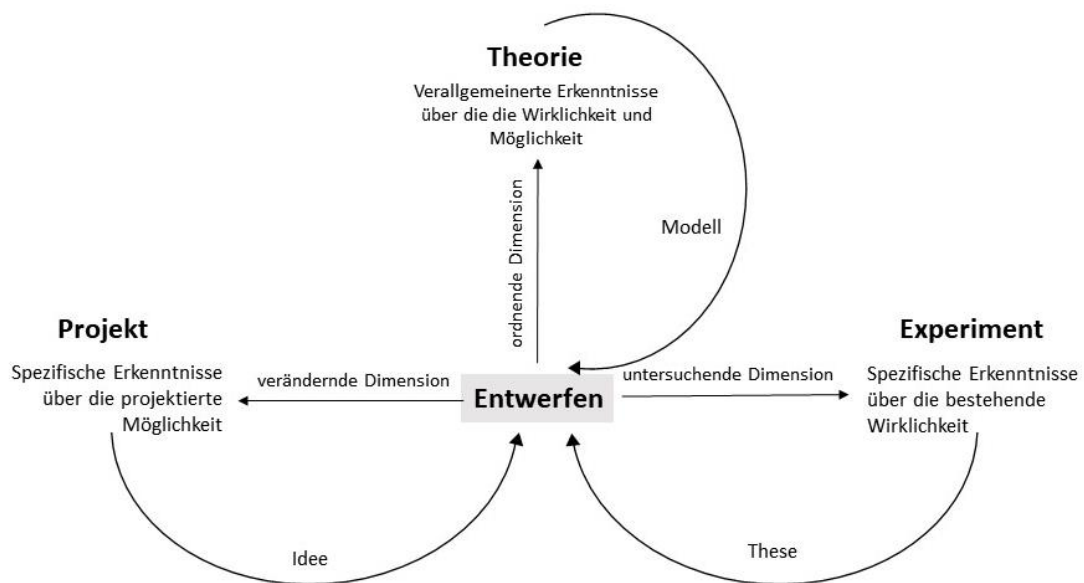 Theorie
Verallgemeinerte Erkenntnisse
über die die Wirklichkeit und
Möglichkeit
ordnende Dimension
Modell
Projekt
Spezifische Erkenntnisse
über die projektierte
Möglichkeit
verändernde Dimension
Entwerfen
untersuchende Dimension
Experiment
Spezifische Erkenntnisse
über die bestehende
Wirklichkeit
Idee
These